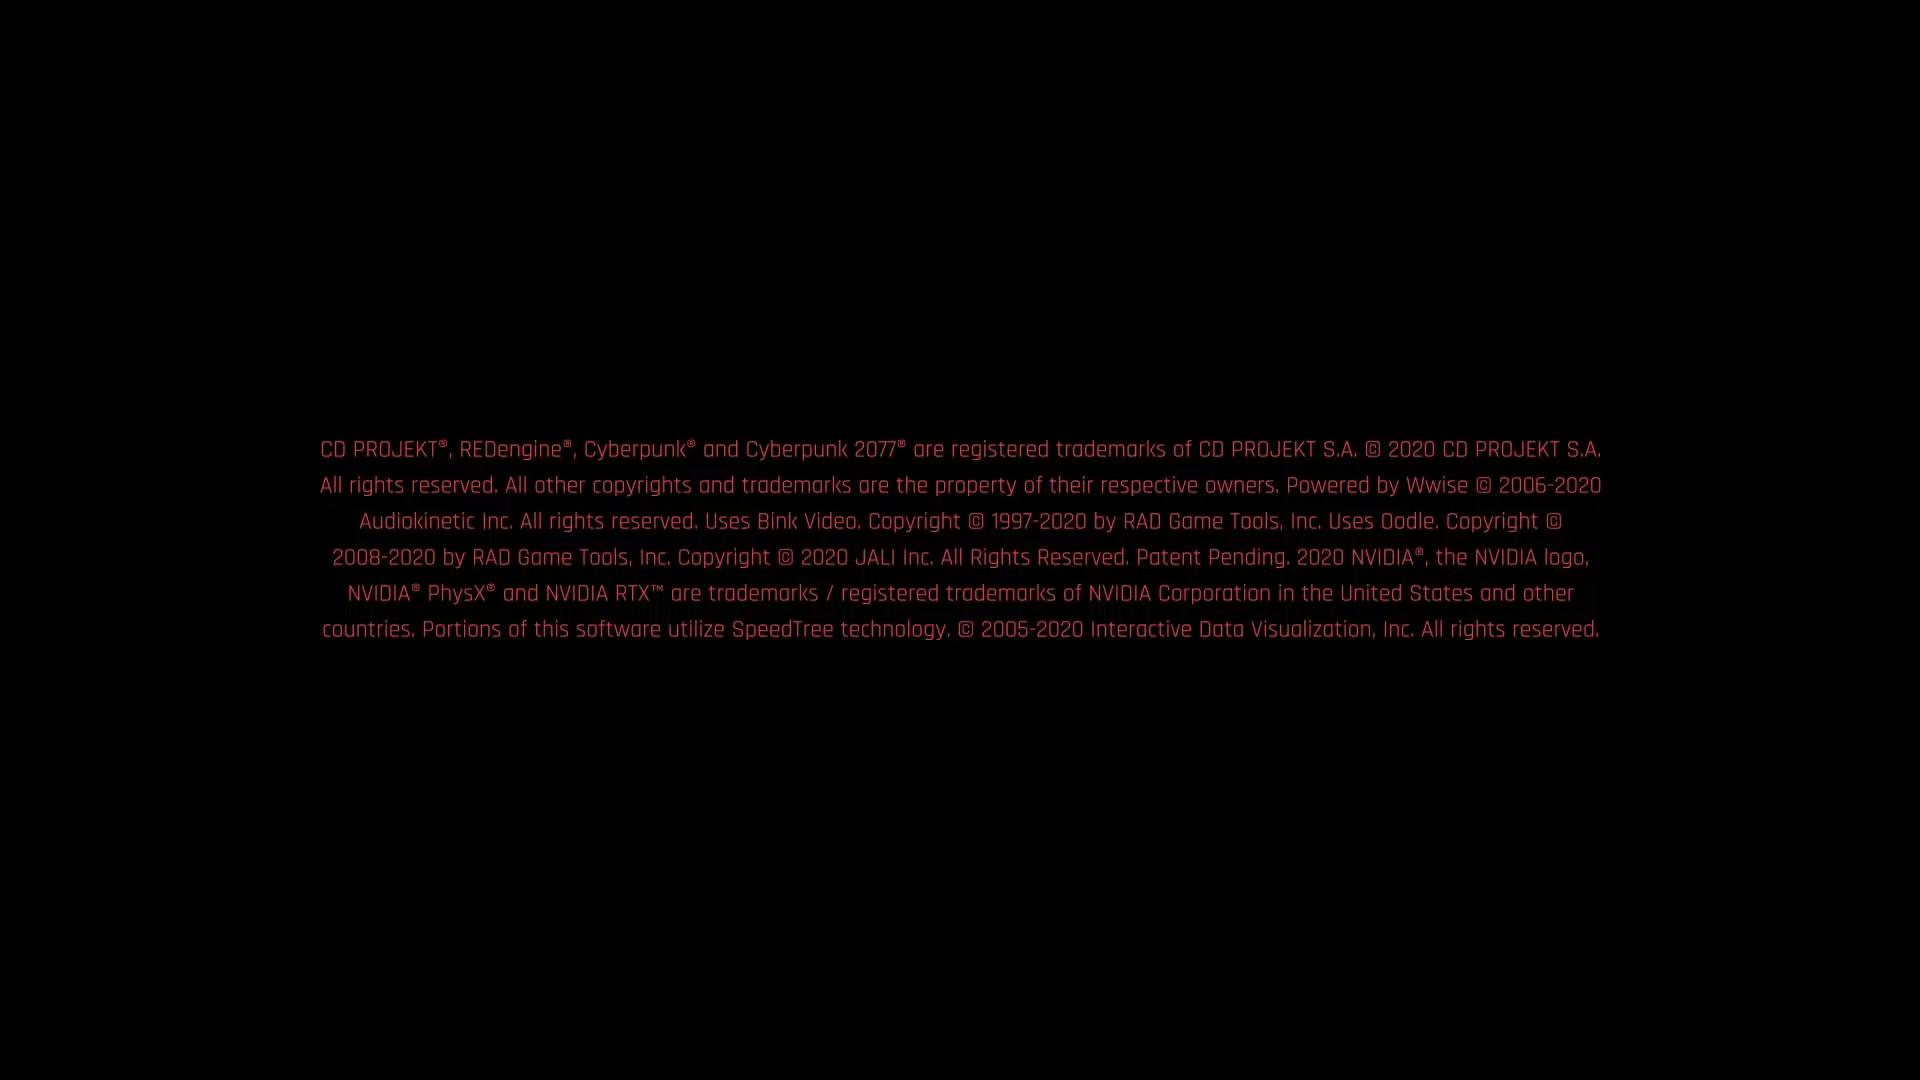 CD PROJEKT®, REDengine®, Cyberpunk® and Cyberpunk 2077® are registered trademarks of CD PROJEKT S.A. © 2020 CD PROJEKT S.A.
All rights reserved. All other copyrights and trademarks are the property of their respective owners. Powered by Wwise © 2006-2020
Audiokinetic Inc. All rights reserved. Uses Bink Video. Copyright © 1997-2020 by RAD Game Tools, Inc. Uses Oodle. Copyright ©
2008-2020 by RAD Game Tools, Inc. Copyright © 2020 JALI Inc. All Rights Reserved. Patent Pending. 2020 NVIDIA®, the NVIDIA logo,
NVIDIA® PhysX® and NVIDIA RTX™ are trademarks / registered trademarks of NVIDIA Corporation in the United States and other
countries. Portions of this software utilize SpeedTree technology. © 2005-2020 Interactive Data Visualization, Inc. All rights reserved.